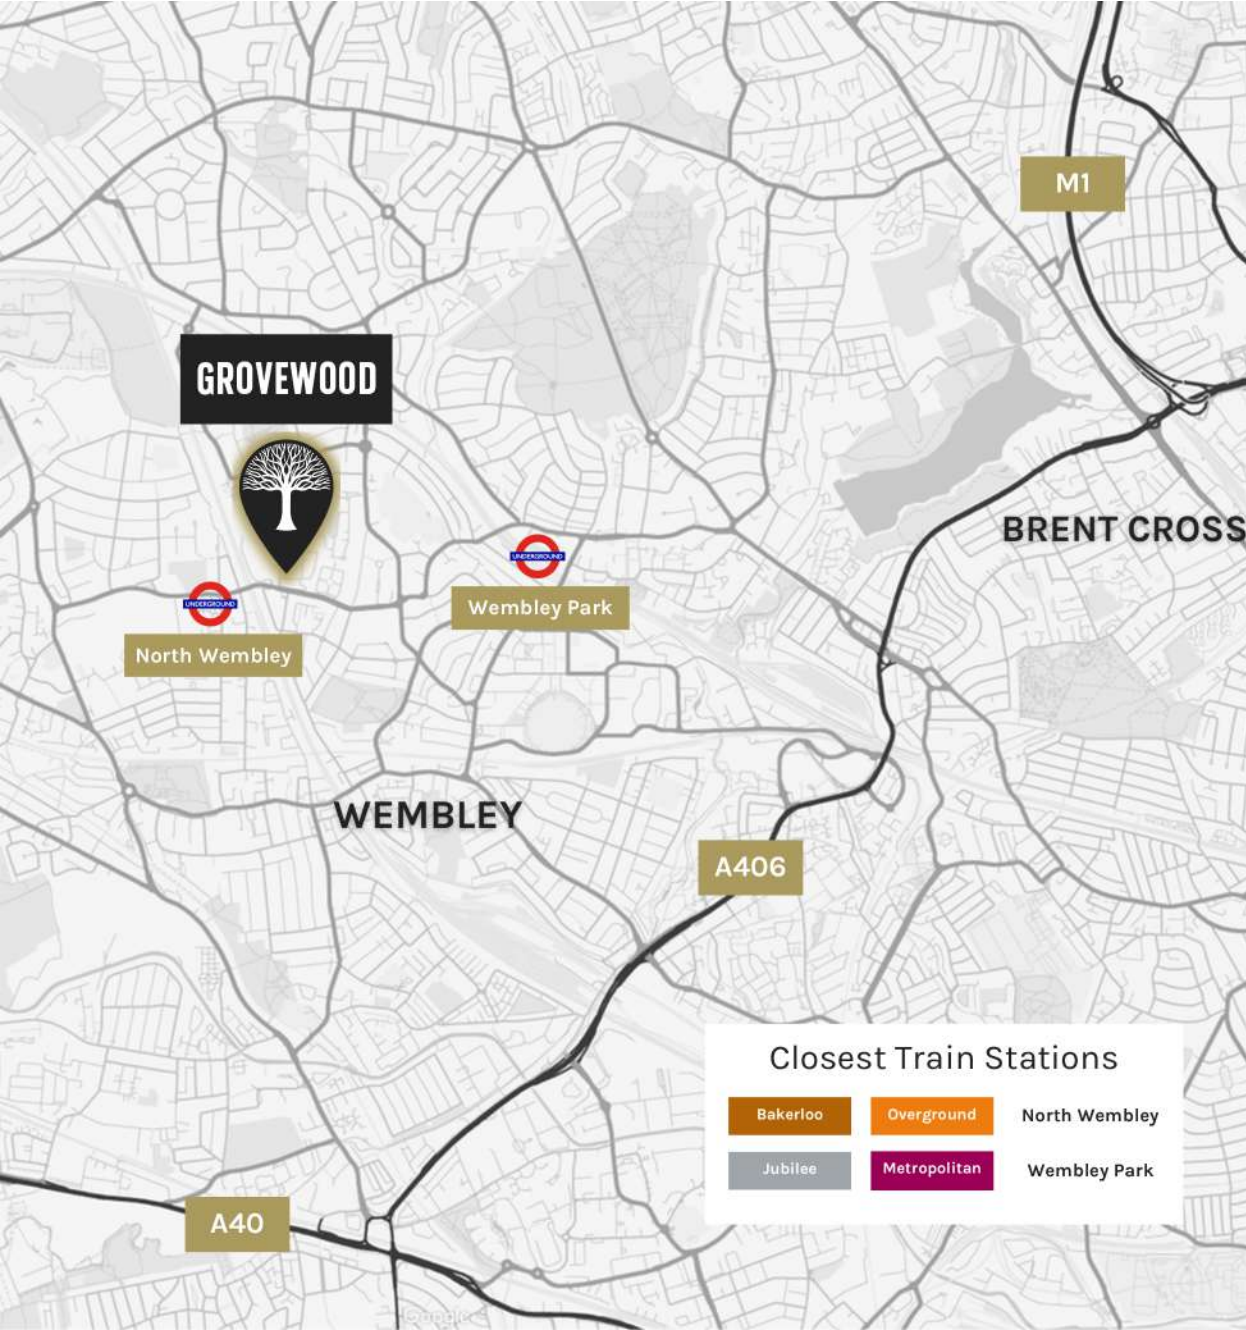 M1
GROVEWOOD
BRENT CROSS
UNDERGROUND
Wembley Park
UNDERGROUND
North Wembley
WEMBLEY
A406
Closest Train Stations
Bakerloo Overground North Wembley
Jubilee Metropolitan Wembley Park
A40
Google